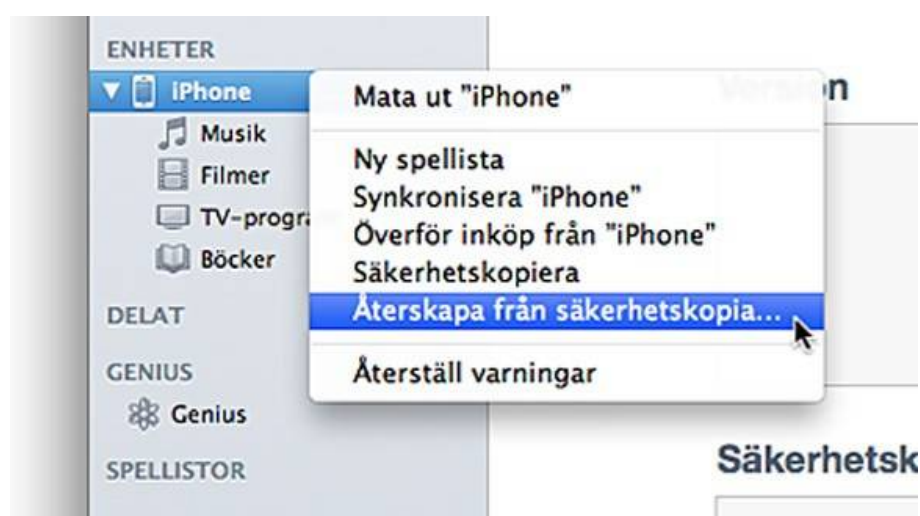 ENHETER
iPhone
Musik
Filmer
TV-progr
Böcker
DELAT
GENIUS
Genius
SPELLISTOR
Mata ut "iPhone"
Ny spellista
Synkronisera "iPhone"
Överför inköp från "iPhone"
Säkerhetskopiera
Återskapa från säkerhetskopia...
Återställ varningar
Version
Säkerhetsk